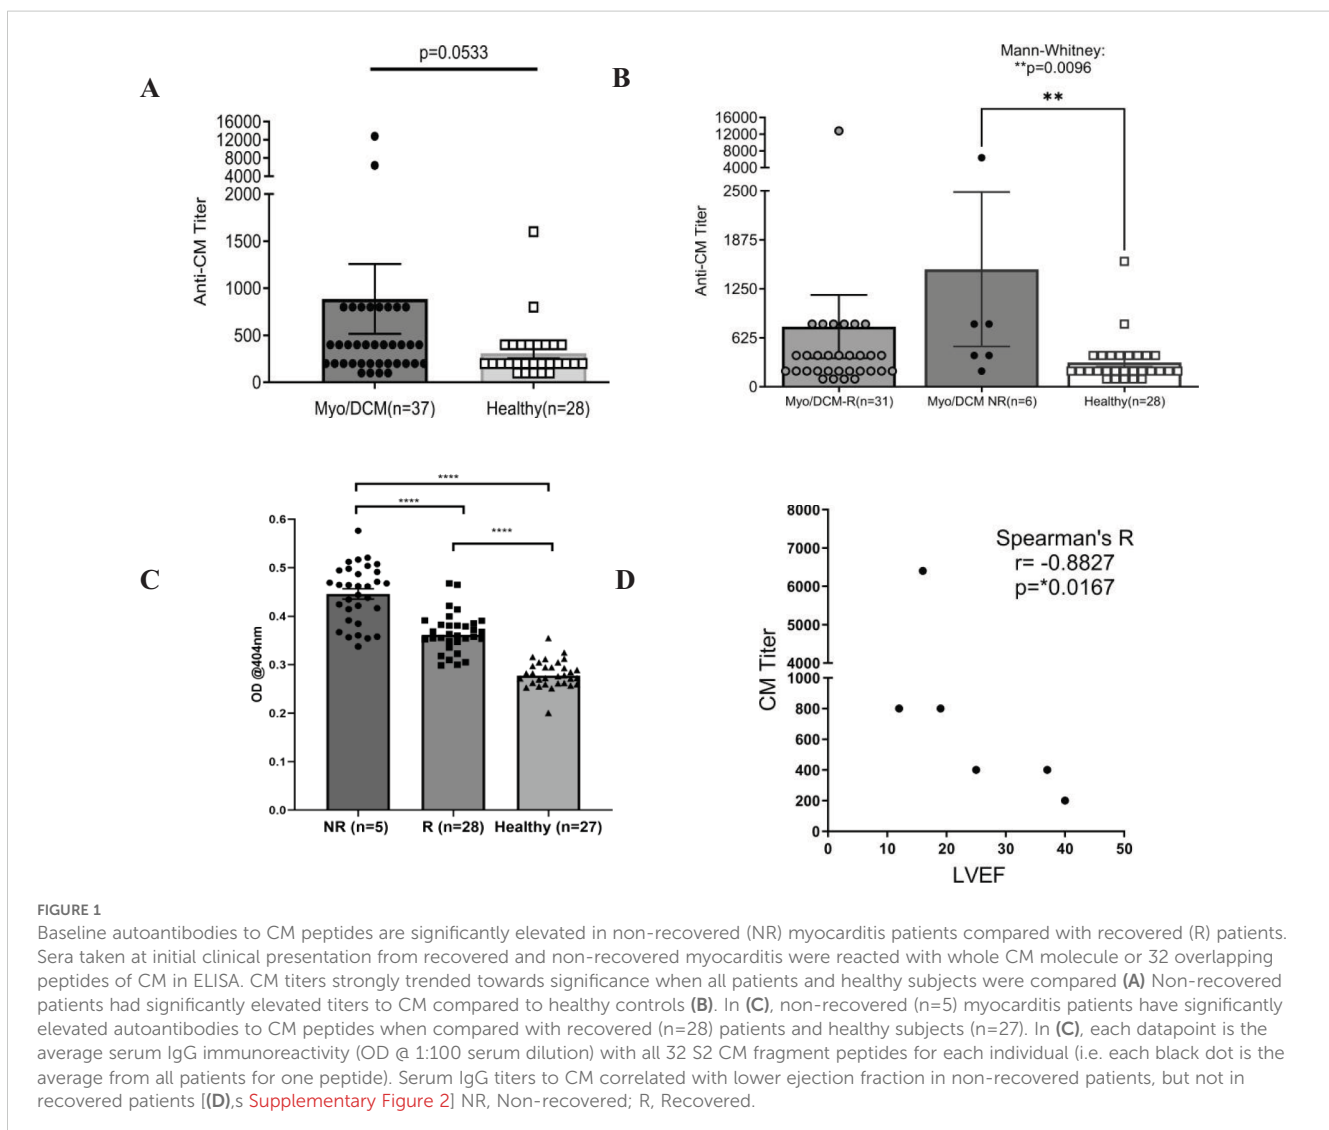 A
p=0.0533
Anti-CM Titer
16000
12000
8000
4000
2000
1500
1000
500
0
Myo/DCM(n=37)
Healthy(n=28)
B
Mann-Whitney:
**p=0.0096
**
Anti-CM Titer
16000
12000
8000
4000
2500
1875
1250
625
0
Myo/DCM-R(n=31)
Myo/DCM NR(n=6)
Healthy(n=28)
C
****
****
****
OD @404nm
0.6
0.5
0.4
0.3
0.2
0.1
0.0
NR (n=5)
R (n=28)
Healthy (n=27)
D
Spearman's R
r= -0.8827
p=*0.0167
CM Titer
8000
7000
6000
5000
4000
1000
800
600
400
200
0
0
10
20
30
40
50
LVEF
FIGURE 1
Baseline autoantibodies to CM peptides are significantly elevated in non-recovered (NR) myocarditis patients compared with recovered (R) patients.
Sera taken at initial clinical presentation from recovered and non-recovered myocarditis were reacted with whole CM molecule or 32 overlapping
peptides of CM in ELISA. CM titers strongly trended towards significance when all patients and healthy subjects were compared (A) Non-recovered
patients had significantly elevated titers to CM compared to healthy controls (B). In (C), non-recovered (n=5) myocarditis patients have significantly
elevated autoantibodies to CM peptides when compared with recovered (n=28) patients and healthy subjects (n=27). In (C), each datapoint is the
average serum IgG immunoreactivity (OD @ 1:100 serum dilution) with all 32 S2 CM fragment peptides for each individual (i.e. each black dot is the
average from all patients for one peptide). Serum IgG titers to CM correlated with lower ejection fraction in non-recovered patients, but not in
recovered patients [(D),s Supplementary Figure 2] NR, Non-recovered; R, Recovered.